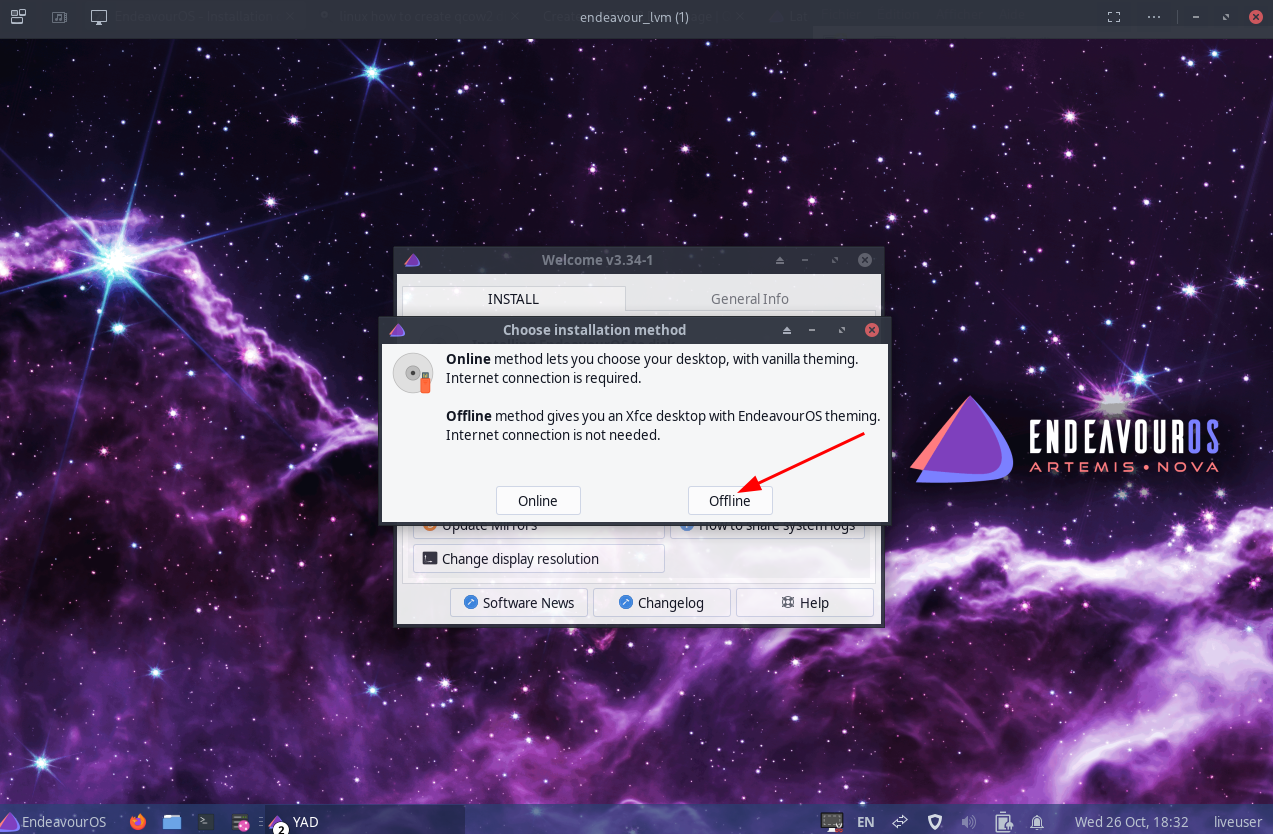 endeavour_lvm (1)
Welcome v3.34-1
INSTALL
General Info
Choose installation method
Online method lets you choose your desktop, with vanilla theming.
Internet connection is required.
Offline method gives you an Xfce desktop with EndeavourOS theming.
Internet connection is not needed.
Online
Offline
Update Mirrors
How to share system logs
Change display resolution
Software News
Changelog
Help
ENDEAVOUROS
ARTEMIS • NOVA
EndeavourOS
2
YAD
EN
Wed 26 Oct, 18:32
liveuser